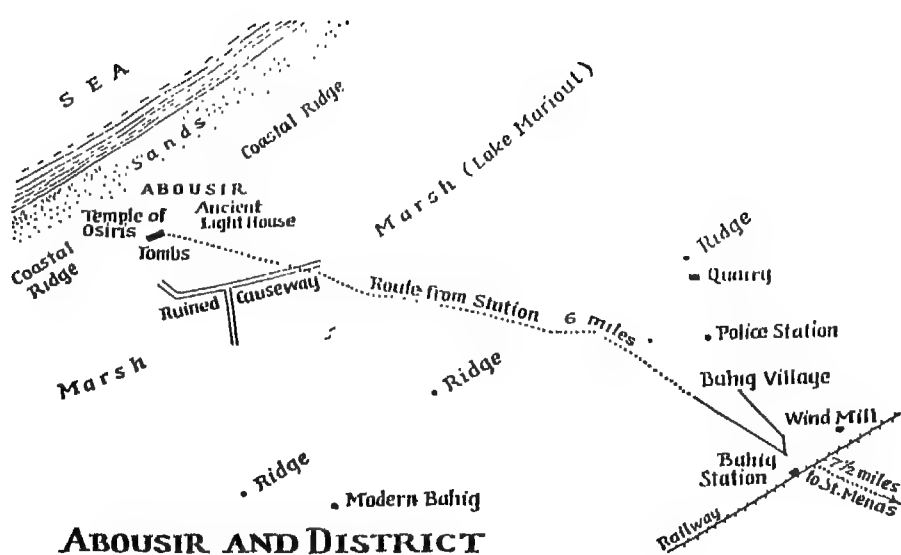 SEA
Sands
Coastal Ridge
Marsh (Lake Mariout)
ABOUSIR
Temple of
Osiris
Ancient
Light House
Tombs
Coastal
Ridge
Ruined Causeway
Route from Station 6 miles
Ridge
Quarry
Police Station
Bahig Village
Wind Mill
Marsh
Ridge
Bahig
Station
7½ miles
to St. Menas
Ridge
Modern Bahig
Railway
ABOUSIR AND DISTRICT